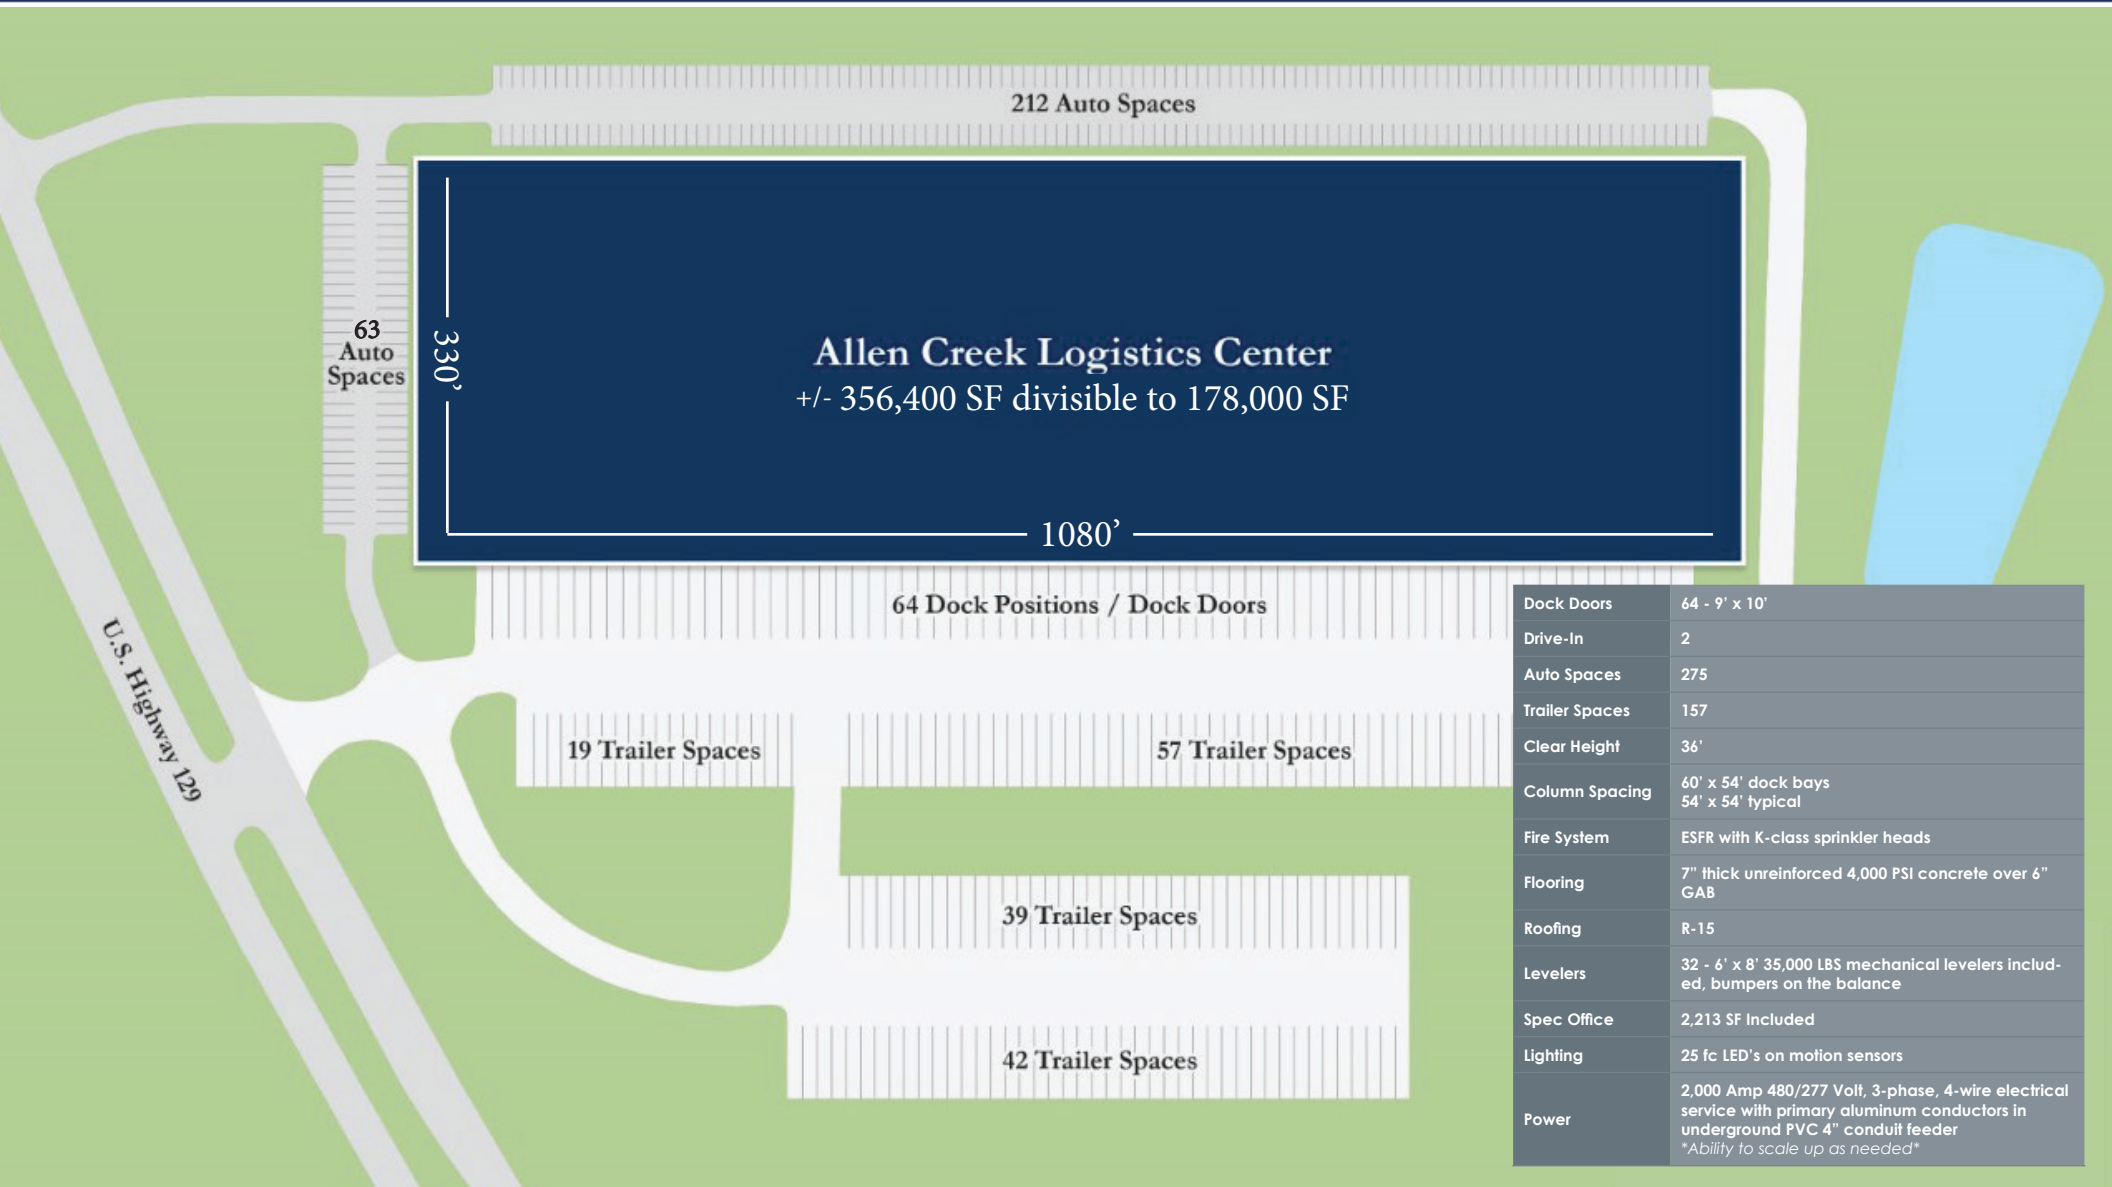 212 Auto Spaces
63
Auto
Spaces
330’
Allen Creek Logistics Center
+/- 356,400 SF divisible to 178,000 SF
1080’
64 Dock Positions / Dock Doors
U.S. Highway 129
19 Trailer Spaces
57 Trailer Spaces
39 Trailer Spaces
42 Trailer Spaces
Dock Doors 64 - 9’ x 10’
Drive-In 2
Auto Spaces 275
Trailer Spaces 157
Clear Height 36’
Column Spacing 60’ x 54’ dock bays
54’ x 54’ typical
Fire System ESFR with K-class sprinkler heads
Flooring 7” thick unreinforced 4,000 PSI concrete over 6”
GAB
Roofing R-15
Levelers 32 - 6’ x 8’ 35,000 LBS mechanical levelers includ-
ed, bumpers on the balance
Spec Office 2,213 SF Included
Lighting 25 fc LED’s on motion sensors
Power 2,000 Amp 480/277 Volt, 3-phase, 4-wire electrical
service with primary aluminum conductors in
underground PVC 4” conduit feeder
*Ability to scale up as needed*